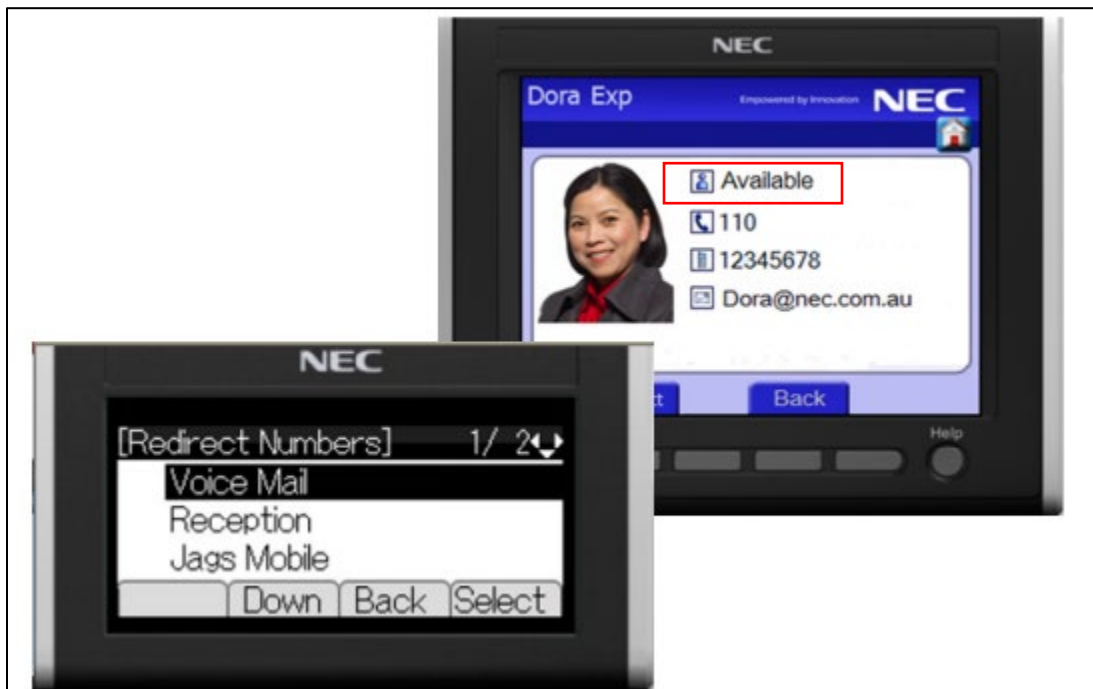 NEC
Dora Exp
Empowered by Innovation NEC
Available
110
12345678
Dora@nec.com.au
Back
Help
NEC
[Redirect Numbers] 1/ 2
Voice Mail
Reception
Jags Mobile
Down Back Select